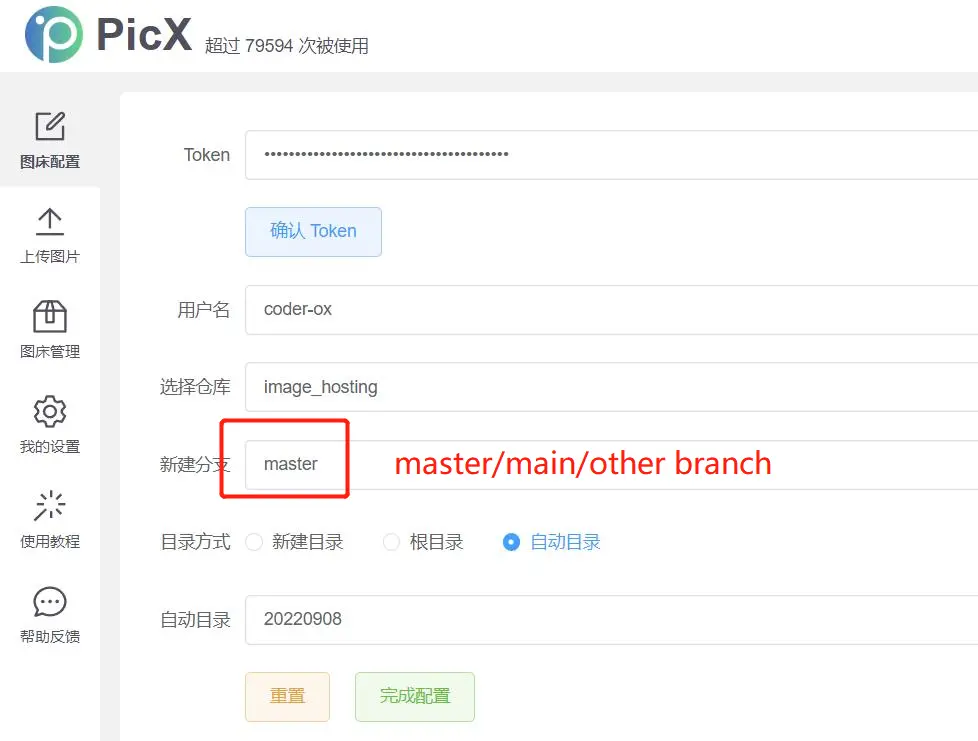 PicX 超过 79594 次被使用
图床配置
上传图片
图床管理
我的设置
使用教程
帮助反馈
Token ••••••••••••••••••••••••••••••••••••••••
确认 Token
用户名 coder-ox
选择仓库 image_hosting
新建分支 master master/main/other branch
目录方式 新建目录 根目录 自动目录
自动目录 20220908
重置 完成配置